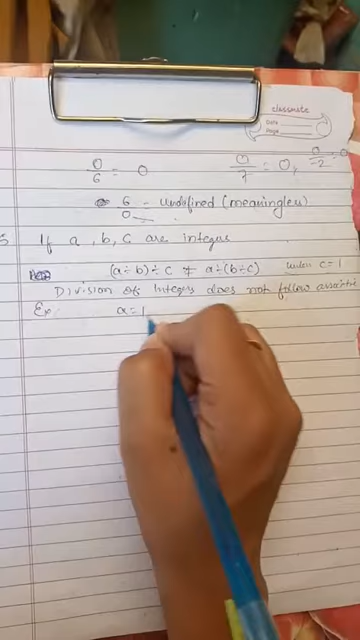 classmate
Date
Page
0/6 = 0 0/7 = 0, 0/-2 = 0
6/0 = undefined (meaningless)
If a, b, c are integers
(a÷b)÷c ≠ a÷(b÷c) unless c = 1
Division of Integers does not follow associative
Ex a = 1